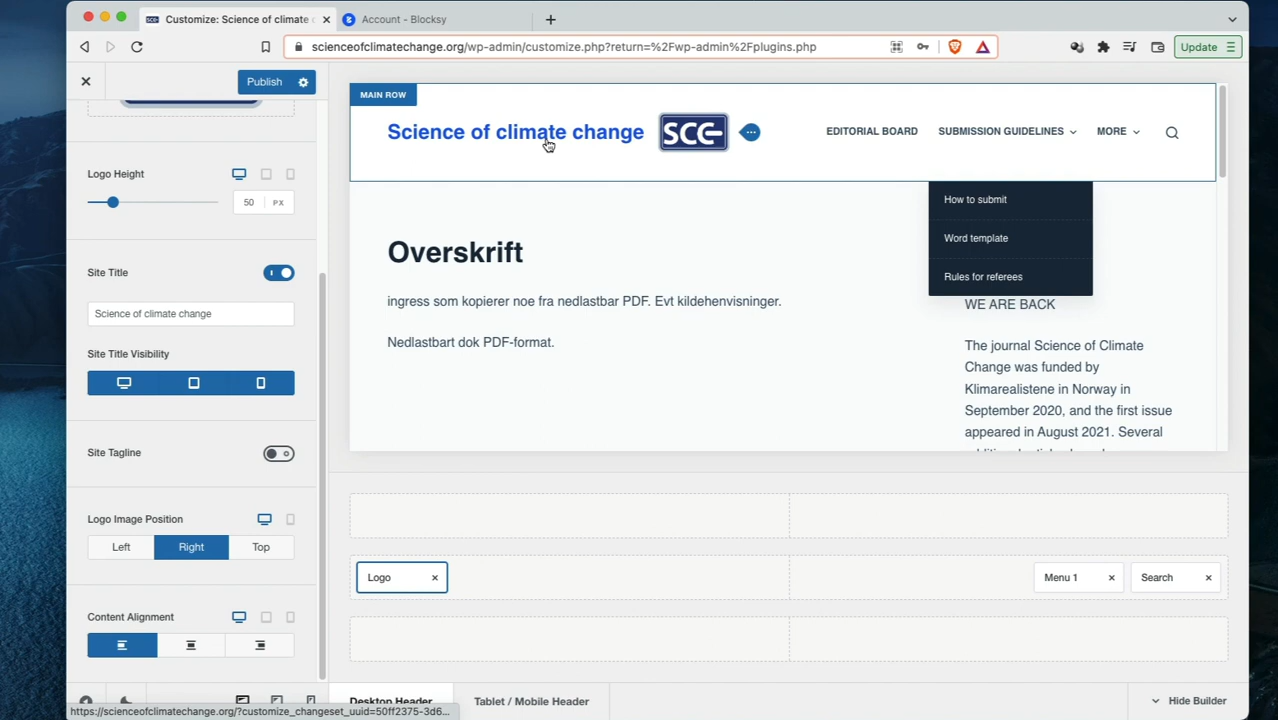 Customize: Science of climate c
Account - Blocksy
scienceofclimatechange.org/wp-admin/customize.php?return=%2Fwp-admin%2Fplugins.php
Update
Publish
Logo Height
50 PX
Site Title
Science of climate change
Site Title Visibility
Site Tagline
Logo Image Position
Left Right Top
Content Alignment
MAIN ROW
Science of climate change
SCC
EDITORIAL BOARD SUBMISSION GUIDELINES MORE
How to submit
Word template
Rules for referees
Overskrift
ingress som kopierer noe fra nedlastbar PDF. Evt kildehenvisninger.
Nedlastbart dok PDF-format.
WE ARE BACK
The journal Science of Climate
Change was funded by
Klimarealistene in Norway in
September 2020, and the first issue
appeared in August 2021. Several
Logo
Menu 1
Search
Desktop Header
Tablet / Mobile Header
Hide Builder
https://scienceofclimatechange.org/?customize_changeset_uuid=50ff2375-3d6...